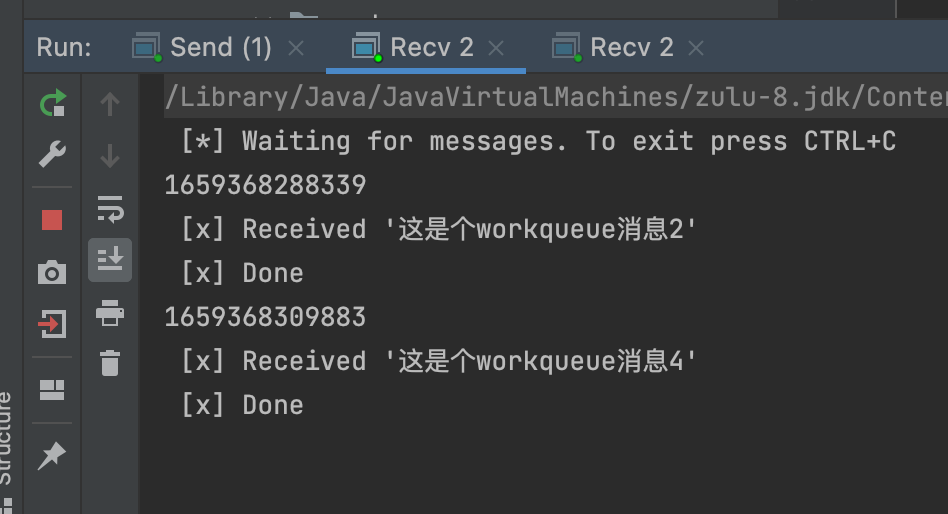 Run: Send (1) Recv 2 Recv 2
/Library/Java/JavaVirtualMachines/zulu-8.jdk/Conte
[*] Waiting for messages. To exit press CTRL+C
1659368288339
[x] Received '这是个workqueue消息2'
[x] Done
1659368309883
[x] Received '这是个workqueue消息4'
[x] Done
Structure